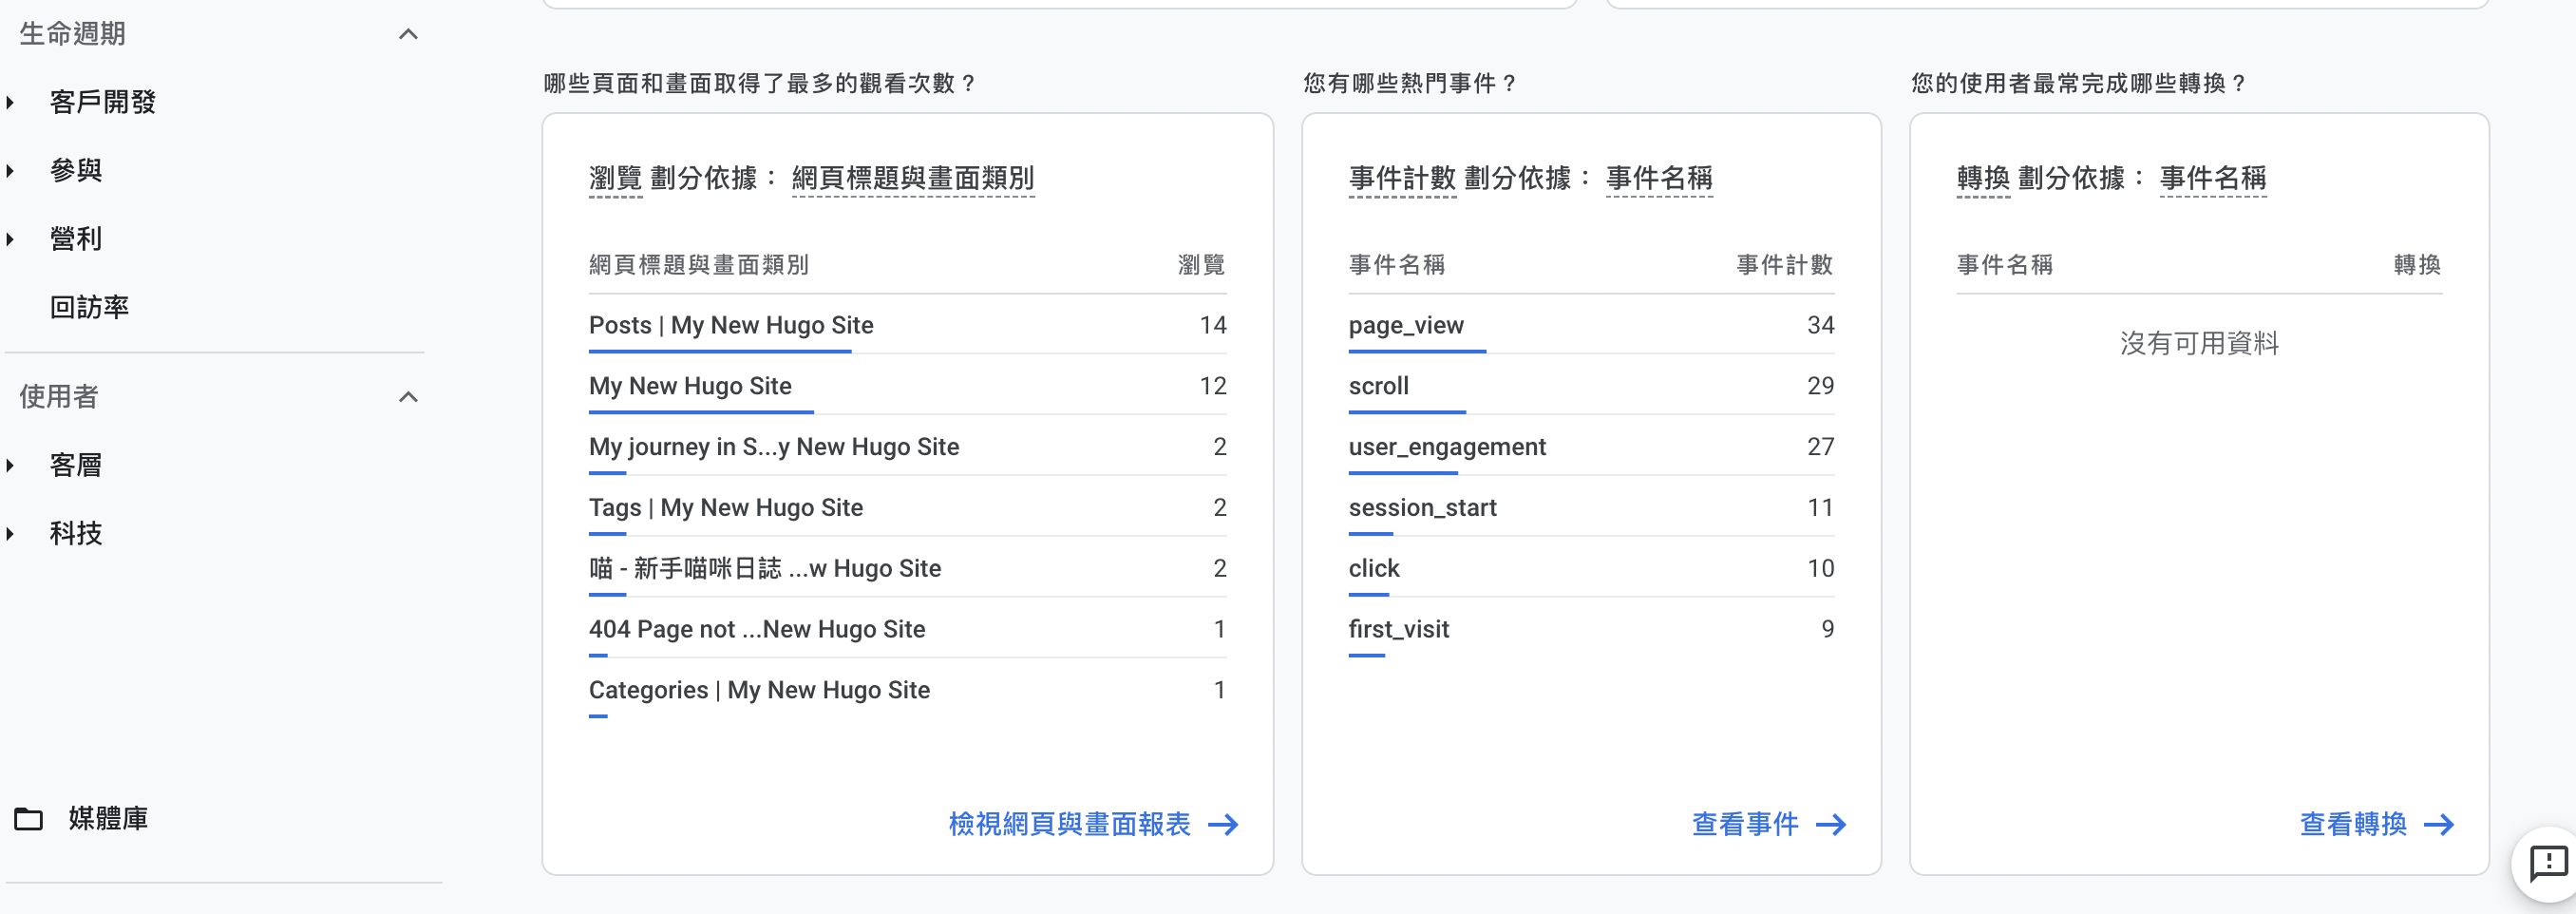 生命週期
客戶開發
參與
營利
回訪率
使用者
客層
科技
媒體庫
哪些頁面和畫面取得了最多的觀看次數？
瀏覽 劃分依據： 網頁標題與畫面類別
網頁標題與畫面類別 瀏覽
Posts | My New Hugo Site 14
My New Hugo Site 12
My journey in S...y New Hugo Site 2
Tags | My New Hugo Site 2
喵 - 新手喵咪日誌 ...w Hugo Site 2
404 Page not ...New Hugo Site 1
Categories | My New Hugo Site 1
檢視網頁與畫面報表
您有哪些熱門事件？
事件計數 劃分依據： 事件名稱
事件名稱 事件計數
page_view 34
scroll 29
user_engagement 27
session_start 11
click 10
first_visit 9
查看事件
您的使用者最常完成哪些轉換？
轉換 劃分依據： 事件名稱
事件名稱 轉換
沒有可用資料
查看轉換